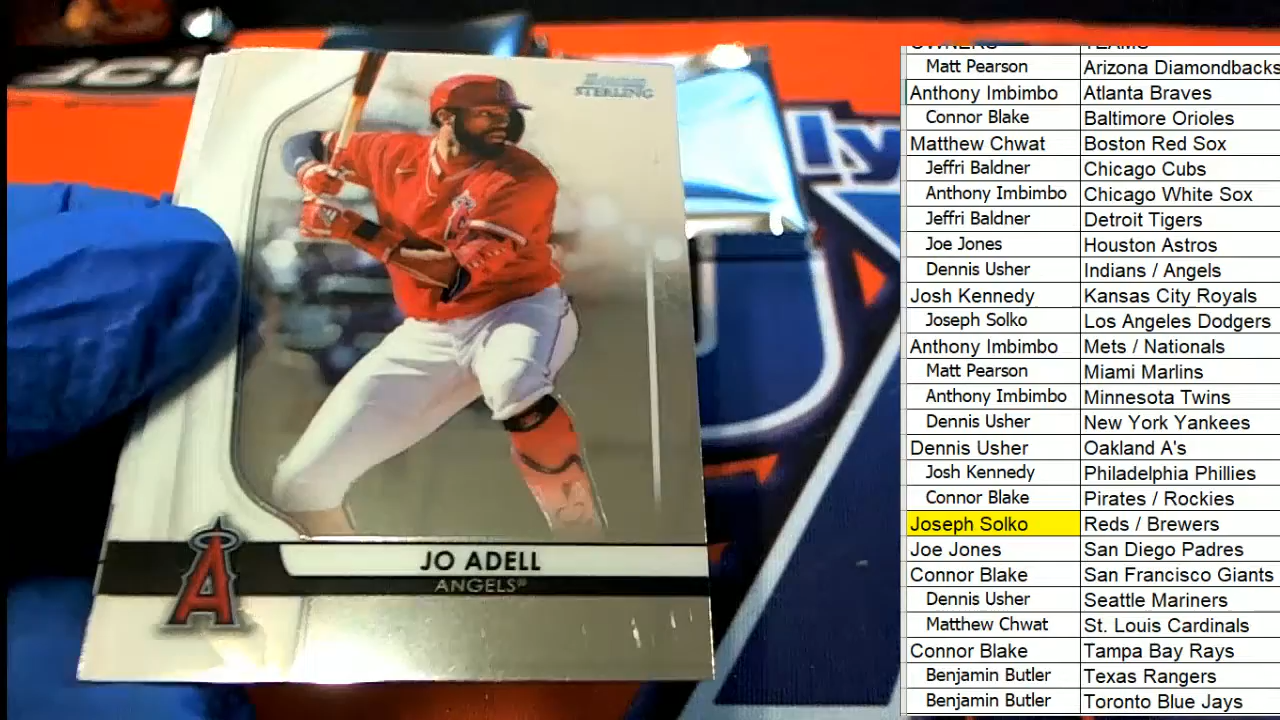 Bowman
STERLING
JO ADELL
ANGELS®
A
ly
OWNERS TEAMS
Matt Pearson Arizona Diamondbacks
Anthony Imbimbo Atlanta Braves
Connor Blake Baltimore Orioles
Matthew Chwat Boston Red Sox
Jeffri Baldner Chicago Cubs
Anthony Imbimbo Chicago White Sox
Jeffri Baldner Detroit Tigers
Joe Jones Houston Astros
Dennis Usher Indians / Angels
Josh Kennedy Kansas City Royals
Joseph Solko Los Angeles Dodgers
Anthony Imbimbo Mets / Nationals
Matt Pearson Miami Marlins
Anthony Imbimbo Minnesota Twins
Dennis Usher New York Yankees
Dennis Usher Oakland A's
Josh Kennedy Philadelphia Phillies
Connor Blake Pirates / Rockies
Joseph Solko Reds / Brewers
Joe Jones San Diego Padres
Connor Blake San Francisco Giants
Dennis Usher Seattle Mariners
Matthew Chwat St. Louis Cardinals
Connor Blake Tampa Bay Rays
Benjamin Butler Texas Rangers
Benjamin Butler Toronto Blue Jays